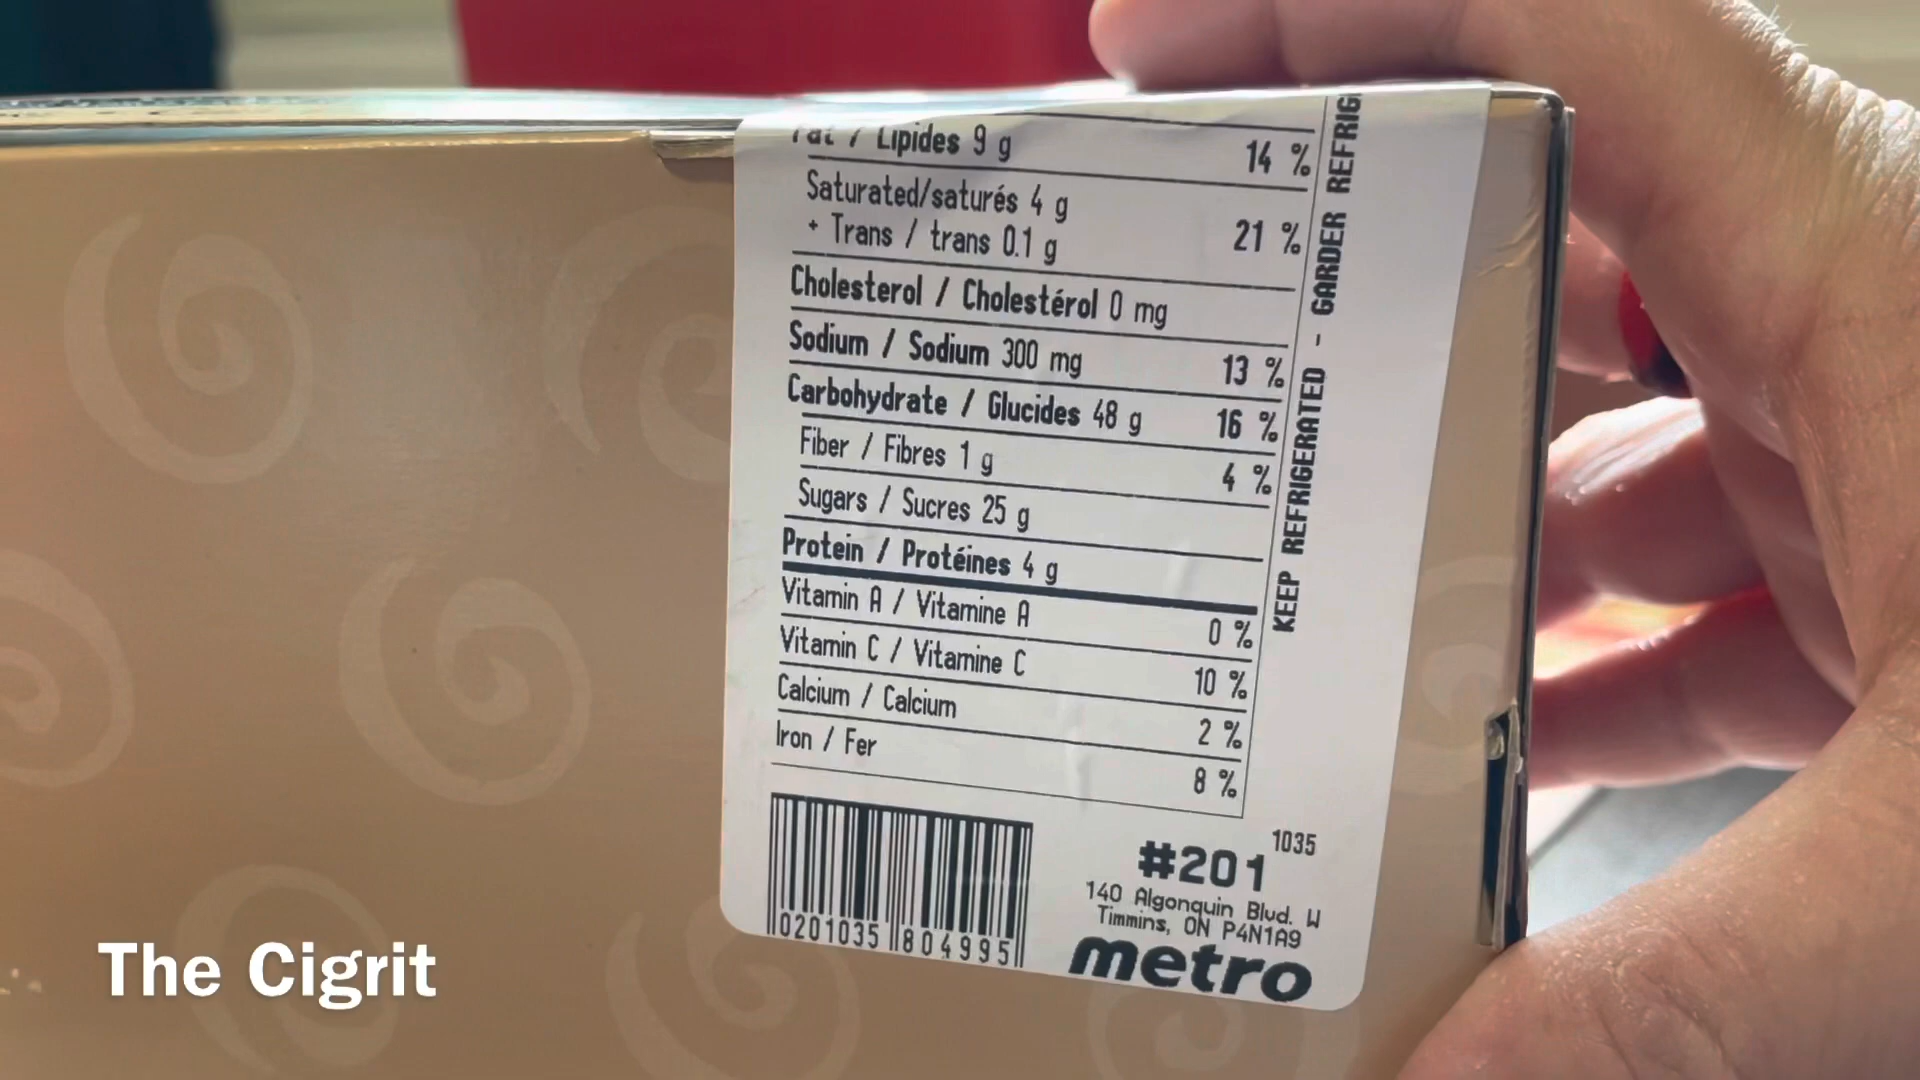 Fat / Lipides 9 g 14 %
Saturated/saturés 4 g
+ Trans / trans 0.1 g 21 %
Cholesterol / Cholestérol 0 mg
Sodium / Sodium 300 mg 13 %
Carbohydrate / Glucides 48 g 16 %
Fiber / Fibres 1 g 4 %
Sugars / Sucres 25 g
Protein / Protéines 4 g
Vitamin A / Vitamine A 0 %
Vitamin C / Vitamine C 10 %
Calcium / Calcium 2 %
Iron / Fer 8 %
KEEP REFRIGERATED - GARDER REFRIG
0201035 804995
1035
#201
140 Algonquin Blvd. W
Timmins, ON P4N1A9
metro
The Cigrit